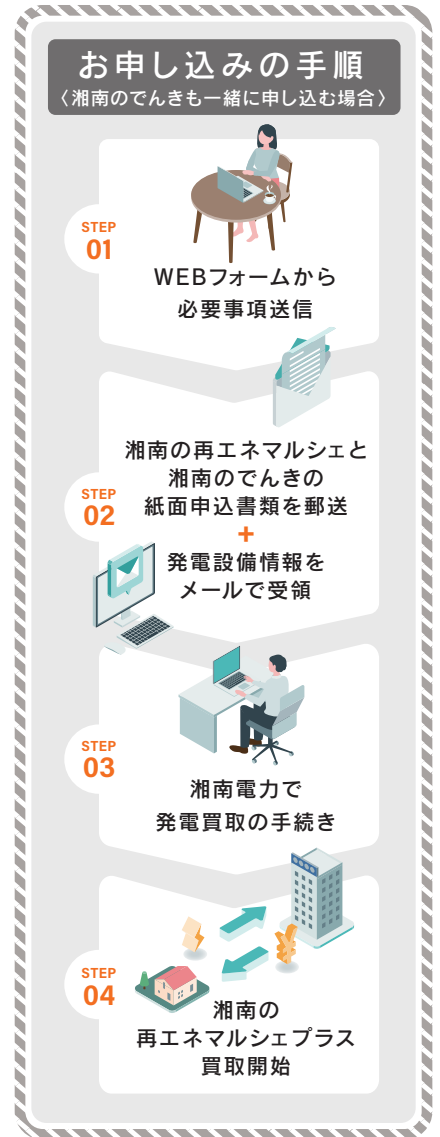 お申し込みの手順
〈湘南のでんきも一緒に申し込む場合〉
STEP
01
WEBフォームから
必要事項送信
STEP
02
湘南の再エネマルシェと
湘南のでんきの
紙面申込書類を郵送
+
発電設備情報を
メールで受領
STEP
03
湘南電力で
発電買取の手続き
STEP
04
湘南の
再エネマルシェプラス
買取開始